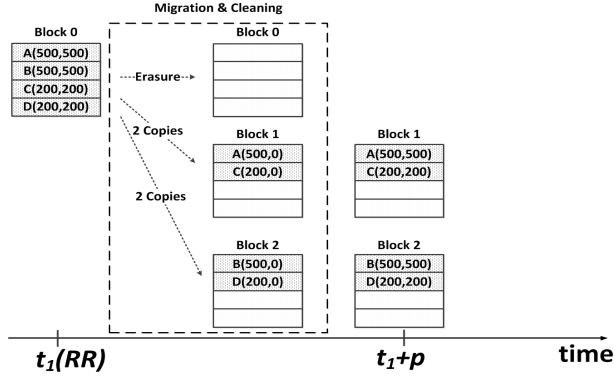 Migration & Cleaning
Block 0
A(500,500)
B(500,500)
C(200,200)
D(200,200)
Block 0
Erasure
2 Copies
2 Copies
Block 1
A(500,0)
C(200,0)
Block 1
A(500,500)
C(200,200)
Block 2
B(500,0)
D(200,0)
Block 2
B(500,500)
D(200,200)
t₁(RR)
t₁+p
time